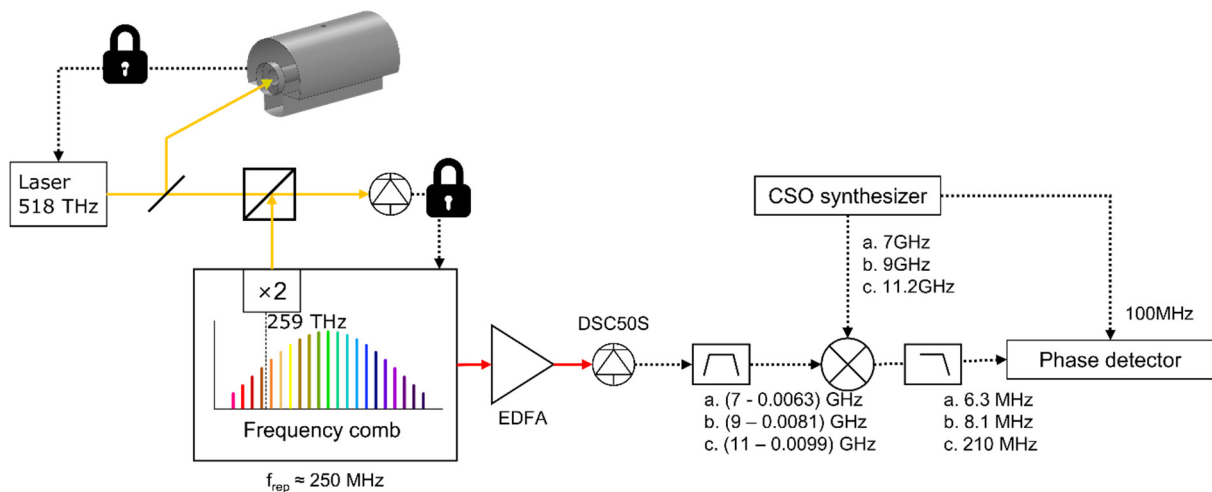 Laser
518 THz
×2
259 THz
Frequency comb
f_rep ≈ 250 MHz
EDFA
DSC50S
a. (7 - 0.0063) GHz
b. (9 – 0.0081) GHz
c. (11 – 0.0099) GHz
CSO synthesizer
a. 7GHz
b. 9GHz
c. 11.2GHz
a. 6.3 MHz
b. 8.1 MHz
c. 210 MHz
100MHz
Phase detector